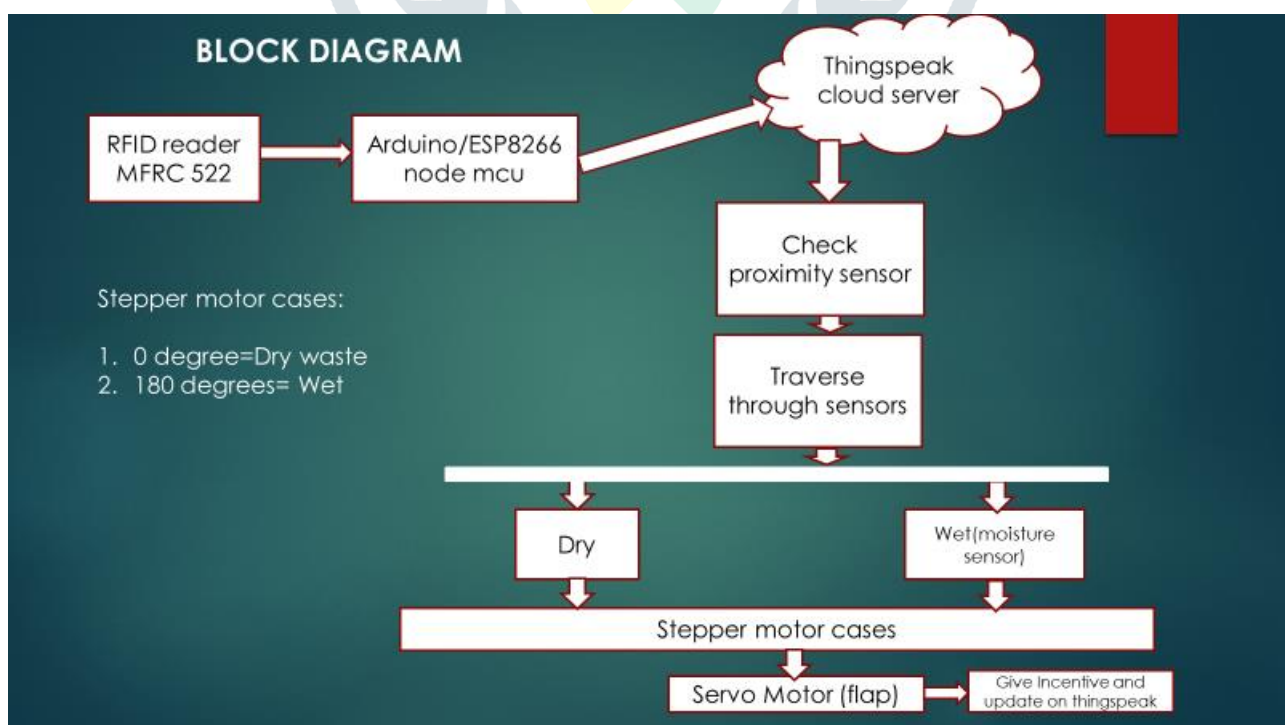 BLOCK DIAGRAM
Thingspeak
cloud server
RFID reader
MFRC 522
Arduino/ESP8266
node mcu
Check
proximity sensor
Stepper motor cases:
1. 0 degree=Dry waste
2. 180 degrees= Wet
Traverse
through sensors
Dry
Wet(moisture
sensor)
Stepper motor cases
Servo Motor (flap)
Give Incentive and
update on thingspeak